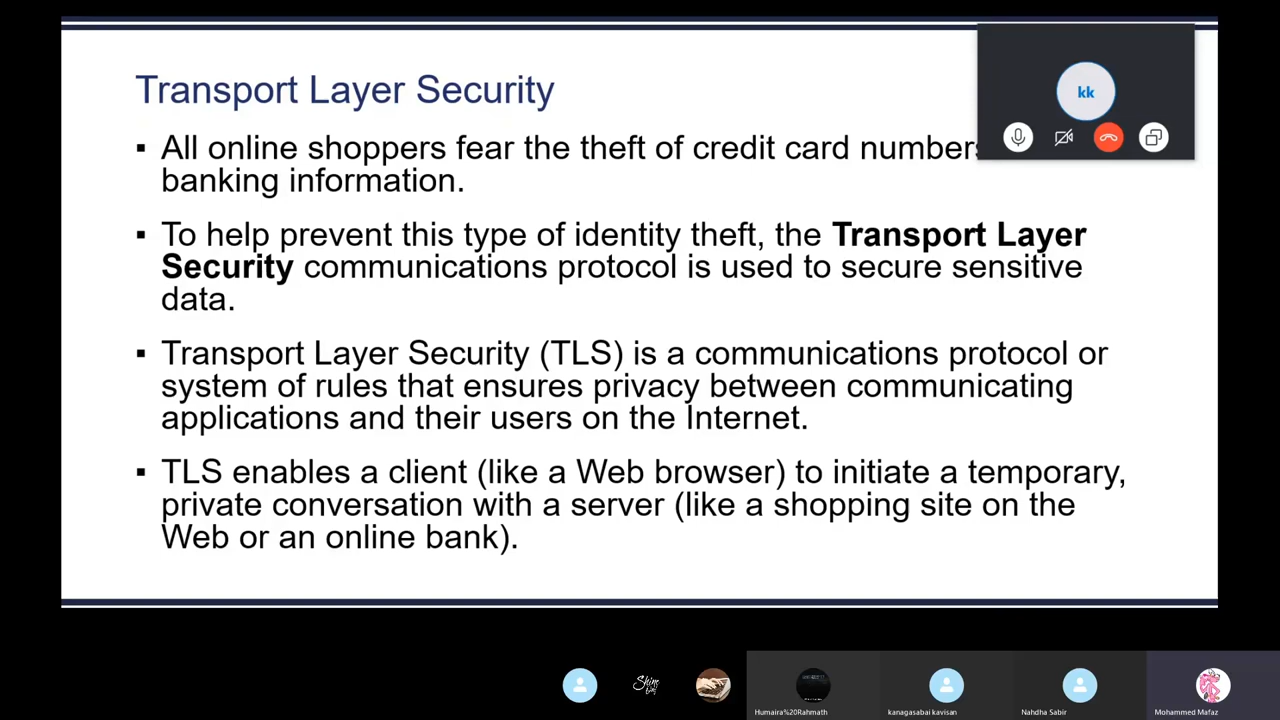 Transport Layer Security
kk
▪ All online shoppers fear the theft of credit card numbers
banking information.
▪ To help prevent this type of identity theft, the Transport Layer
Security communications protocol is used to secure sensitive
data.
▪ Transport Layer Security (TLS) is a communications protocol or
system of rules that ensures privacy between communicating
applications and their users on the Internet.
▪ TLS enables a client (like a Web browser) to initiate a temporary,
private conversation with a server (like a shopping site on the
Web or an online bank).
Humaira%20Rahmath
kanagasabai kavisan
Nahdha Sabir
Mohammed Mafaz